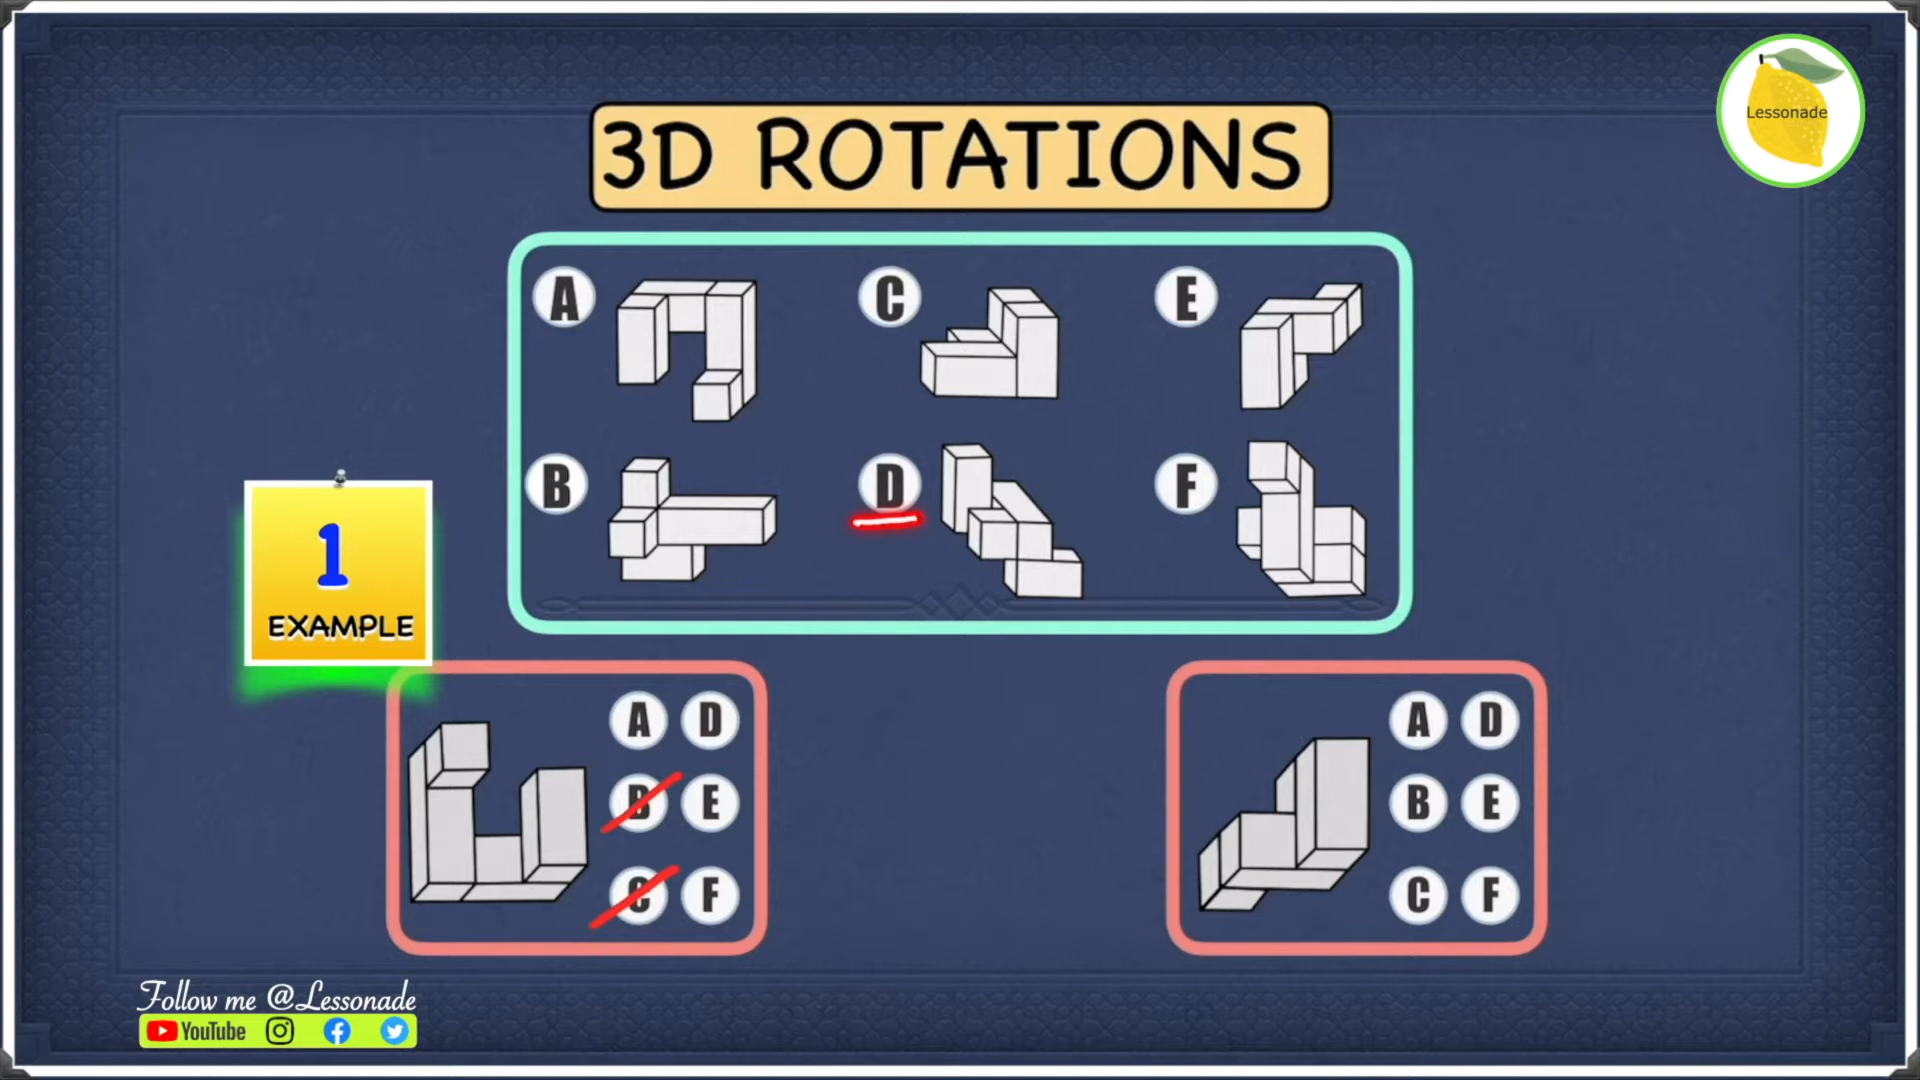 Lessonade
3D ROTATIONS
A C E
B D F
1
EXAMPLE
A D
B E
C F
A D
B E
C F
Follow me @Lessonade
YouTube